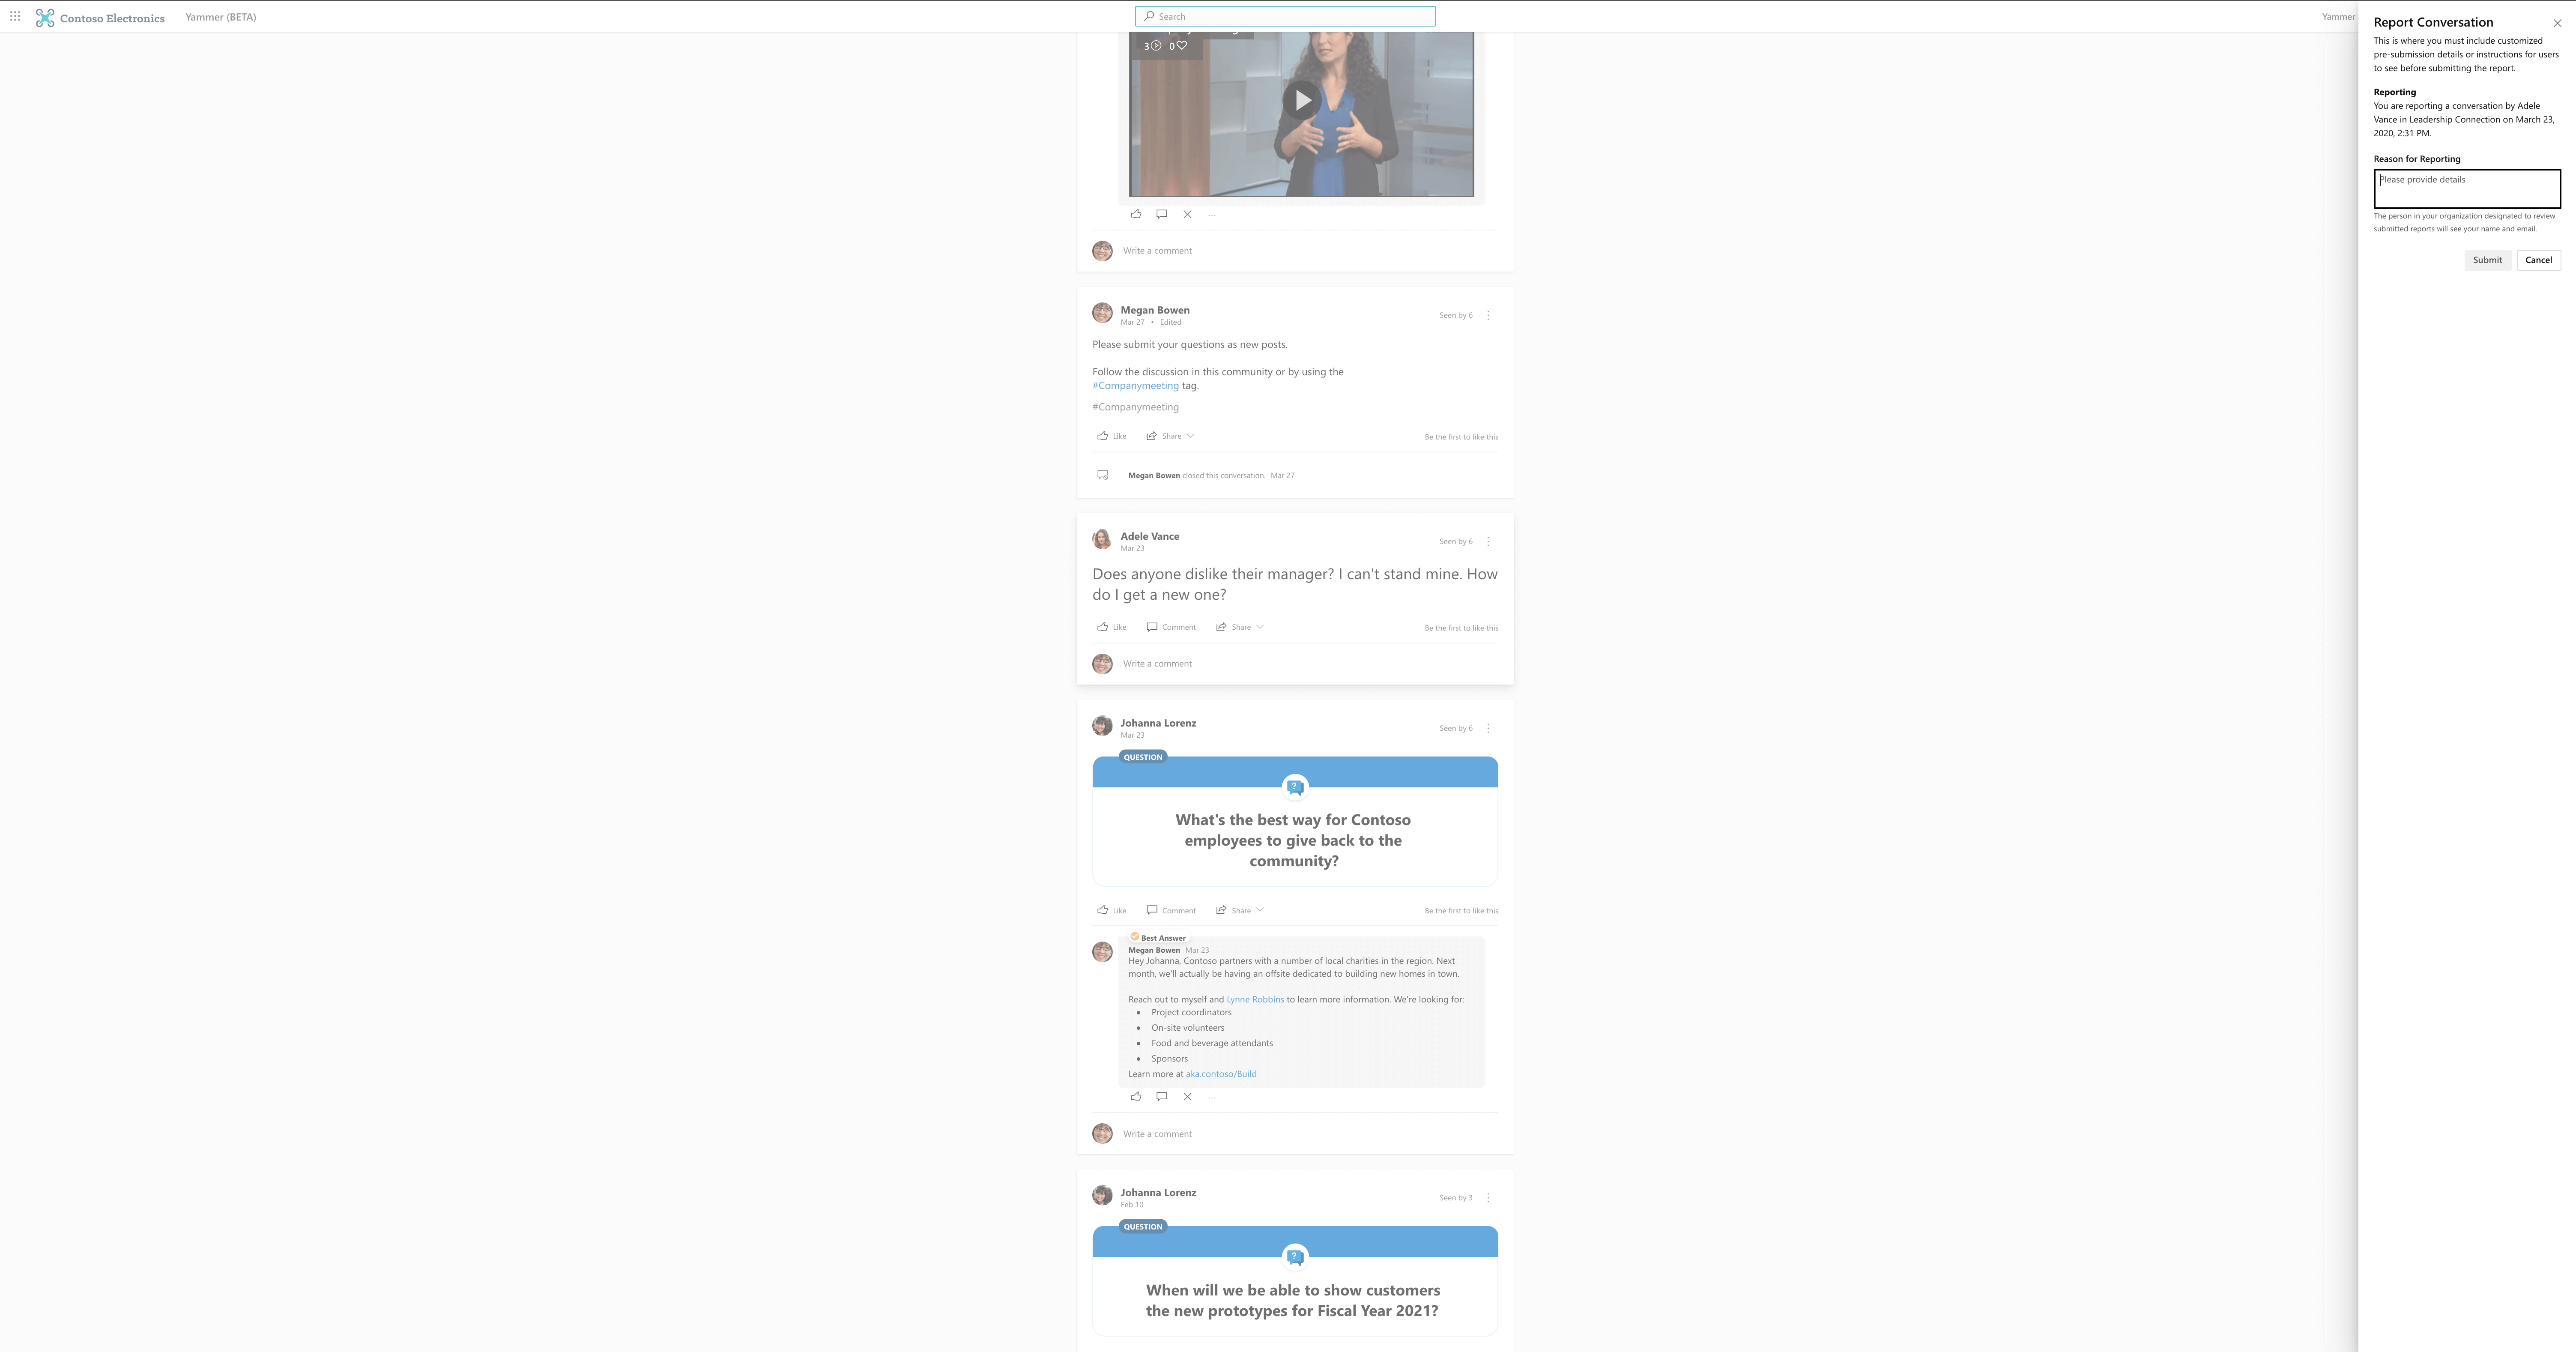 Contoso Electronics
Yammer (BETA)
Search
Yammer
3 0
Write a comment
Megan Bowen
Mar 27 • Edited
Seen by 6
Please submit your questions as new posts.
Follow the discussion in this community or by using the
#Companymeeting tag.
#Companymeeting
Like Share
Be the first to like this
Megan Bowen closed this conversation. Mar 27
Adele Vance
Mar 23
Seen by 6
Does anyone dislike their manager? I can't stand mine. How
do I get a new one?
Like Comment Share
Be the first to like this
Write a comment
Johanna Lorenz
Mar 23
Seen by 6
QUESTION
?
What's the best way for Contoso
employees to give back to the
community?
Like Comment Share
Be the first to like this
Best Answer
Megan Bowen Mar 23
Hey Johanna, Contoso partners with a number of local charities in the region. Next
month, we'll actually be having an offsite dedicated to building new homes in town.
Reach out to myself and Lynne Robbins to learn more information. We're looking for:
• Project coordinators
• On-site volunteers
• Food and beverage attendants
• Sponsors
Learn more at aka.contoso/Build
Write a comment
Johanna Lorenz
Feb 10
Seen by 3
QUESTION
?
When will we be able to show customers
the new prototypes for Fiscal Year 2021?
Report Conversation
This is where you must include customized
pre-submission details or instructions for users
to see before submitting the report.
Reporting
You are reporting a conversation by Adele
Vance in Leadership Connection on March 23,
2020, 2:31 PM.
Reason for Reporting
Please provide details
The person in your organization designated to review
submitted reports will see your name and email.
Submit
Cancel